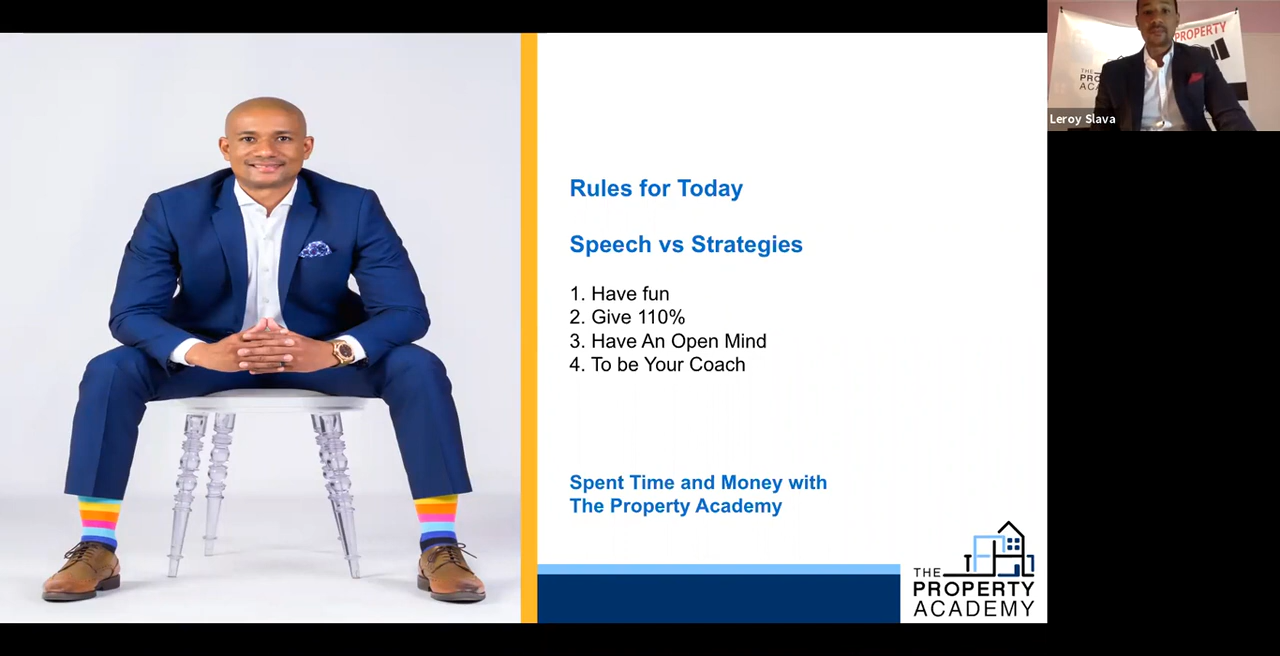 Rules for Today
Speech vs Strategies
1. Have fun
2. Give 110%
3. Have An Open Mind
4. To be Your Coach
Spent Time and Money with
The Property Academy
THE
PROPERTY
ACADEMY
PROPERTY
THE
Leroy Slava